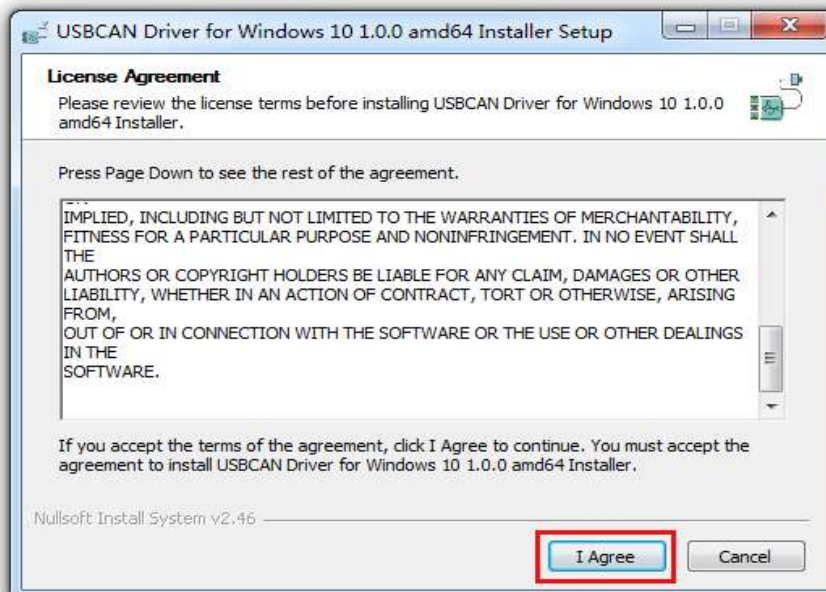 USBCAN Driver for Windows 10 1.0.0 amd64 Installer Setup
License Agreement
Please review the license terms before installing USBCAN Driver for Windows 10 1.0.0
amd64 Installer.
Press Page Down to see the rest of the agreement.
IMPLIED, INCLUDING BUT NOT LIMITED TO THE WARRANTIES OF MERCHANTABILITY,
FITNESS FOR A PARTICULAR PURPOSE AND NONINFRINGEMENT. IN NO EVENT SHALL
THE
AUTHORS OR COPYRIGHT HOLDERS BE LIABLE FOR ANY CLAIM, DAMAGES OR OTHER
LIABILITY, WHETHER IN AN ACTION OF CONTRACT, TORT OR OTHERWISE, ARISING
FROM,
OUT OF OR IN CONNECTION WITH THE SOFTWARE OR THE USE OR OTHER DEALINGS
IN THE
SOFTWARE.
If you accept the terms of the agreement, click I Agree to continue. You must accept the
agreement to install USBCAN Driver for Windows 10 1.0.0 amd64 Installer.
Nullsoft Install System v2.46
I Agree
Cancel